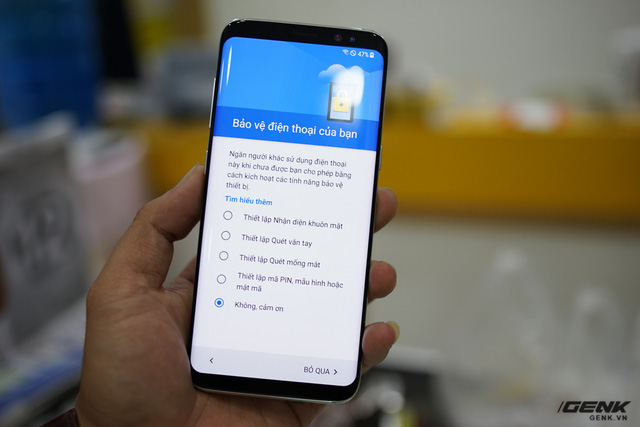 47%
Bảo vệ điện thoại của bạn
Ngăn người khác sử dụng điện thoại
này khi chưa được bạn cho phép bằng
cách kích hoạt các tính năng bảo vệ
thiết bị.
Tìm hiểu thêm
Thiết lập Nhận diện khuôn mặt
Thiết lập Quét vân tay
Thiết lập Quét mống mắt
Thiết lập mã PIN, mẫu hình hoặc
mật mã
Không, cảm ơn
BỎ QUA
GENK
GENK.VN